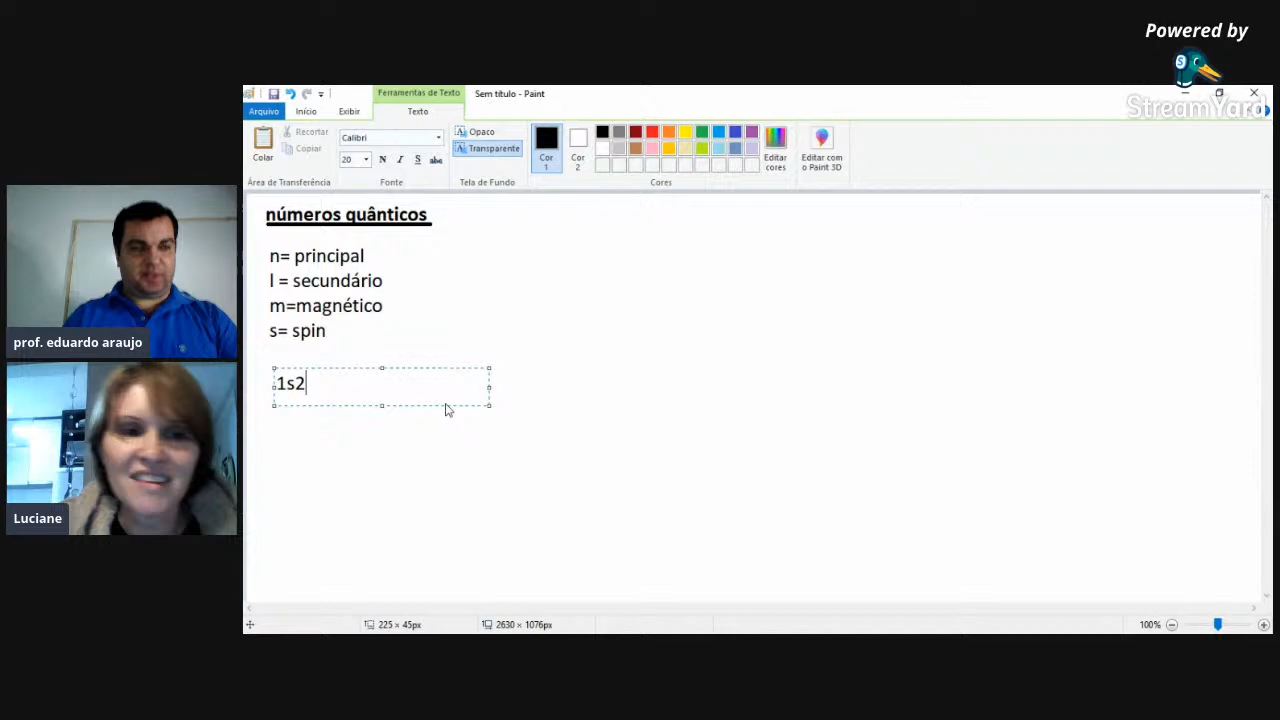 Powered by
StreamYard
Ferramentas de Texto
Sem título - Paint
Arquivo
Início
Exibir
Texto
Colar
Recortar
Copiar
Área de Transferência
Calibri
20
N I S abc
Fonte
Opaco
Transparente
Tela de Fundo
Cor 1
Cor 2
Cores
Editar cores
Editar com o Paint 3D
números quânticos
n= principal
l = secundário
m=magnético
s= spin
1s2
prof. eduardo araujo
Luciane
225 × 45px
2630 × 1076px
100%